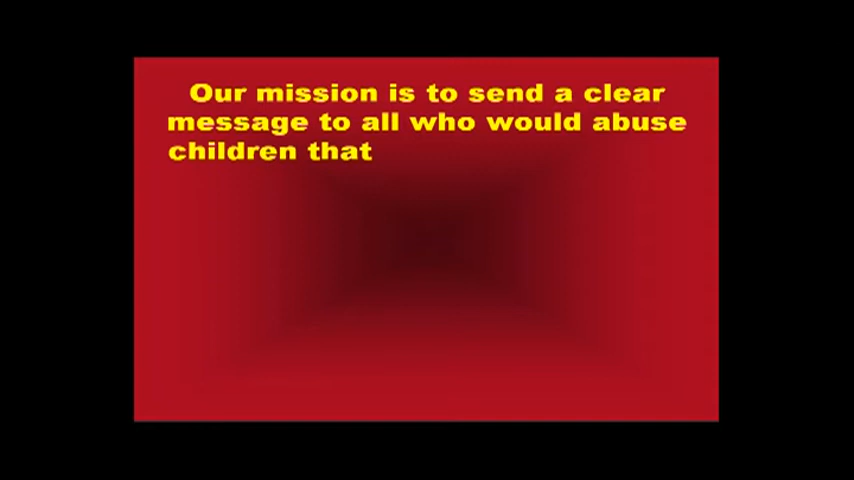 Our mission is to send a clear
message to all who would abuse
children that